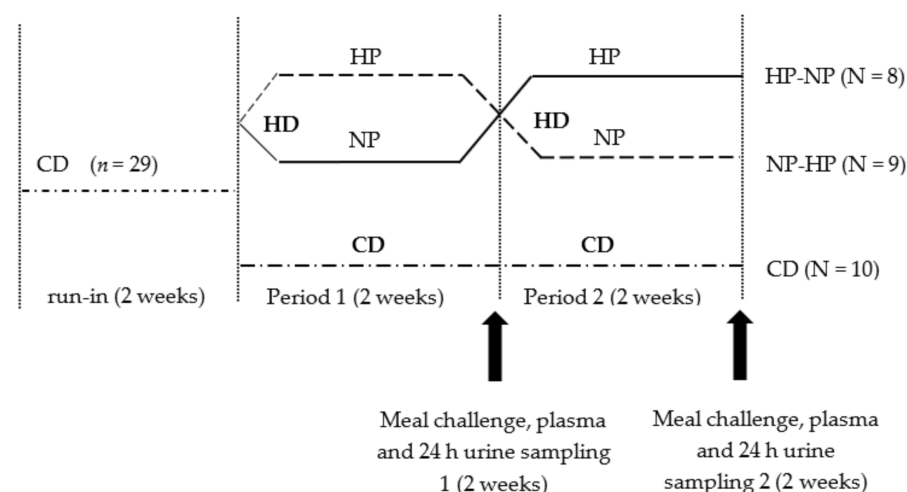 HP
HP
HP-NP (N = 8)
HD
HD
NP
NP
NP-HP (N = 9)
CD (n = 29)
CD
CD
CD (N = 10)
run-in (2 weeks)
Period 1 (2 weeks)
Period 2 (2 weeks)
Meal challenge, plasma
and 24 h urine sampling
1 (2 weeks)
Meal challenge, plasma
and 24 h urine
sampling 2 (2 weeks)